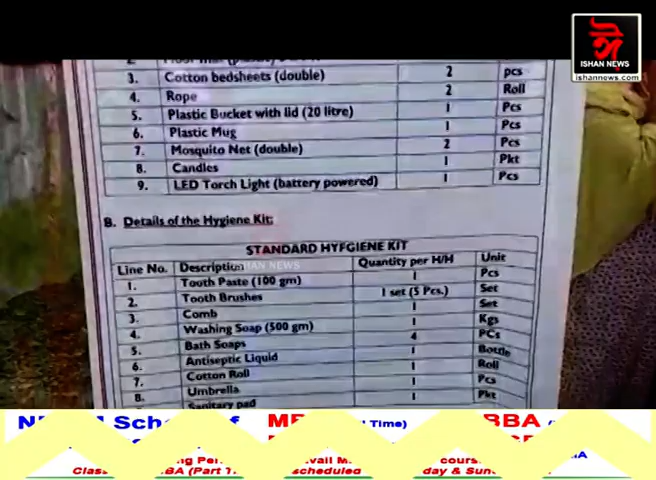 ISHAN NEWS
ishannews.com
3. Cotton bedsheets (double) 2 pcs
4. Rope 2 Roll
5. Plastic Bucket with lid (20 litre) 1 Pcs
6. Plastic Mug 1 Pcs
7. Mosquito Net (double) 2 Pcs
8. Candles 1 Pkt
9. LED Torch Light (battery powered) 1 Pcs
B. Details of the Hygiene Kit:
STANDARD HYFGIENE KIT
Line No. Description Quantity per H/H Unit
1. Tooth Paste (100 gm) 1 Pcs
2. Tooth Brushes 1 set (5 Pcs.) Set
3. Comb 1 Set
4. Washing Soap (500 gm) 1 Kgs
5. Bath Soaps 4 PCs
6. Antiseptic Liquid 1 Bottle
7. Cotton Roll 1 Roll
8. Umbrella 1 Pcs
Sanitary pad 1 Pkt
BBA